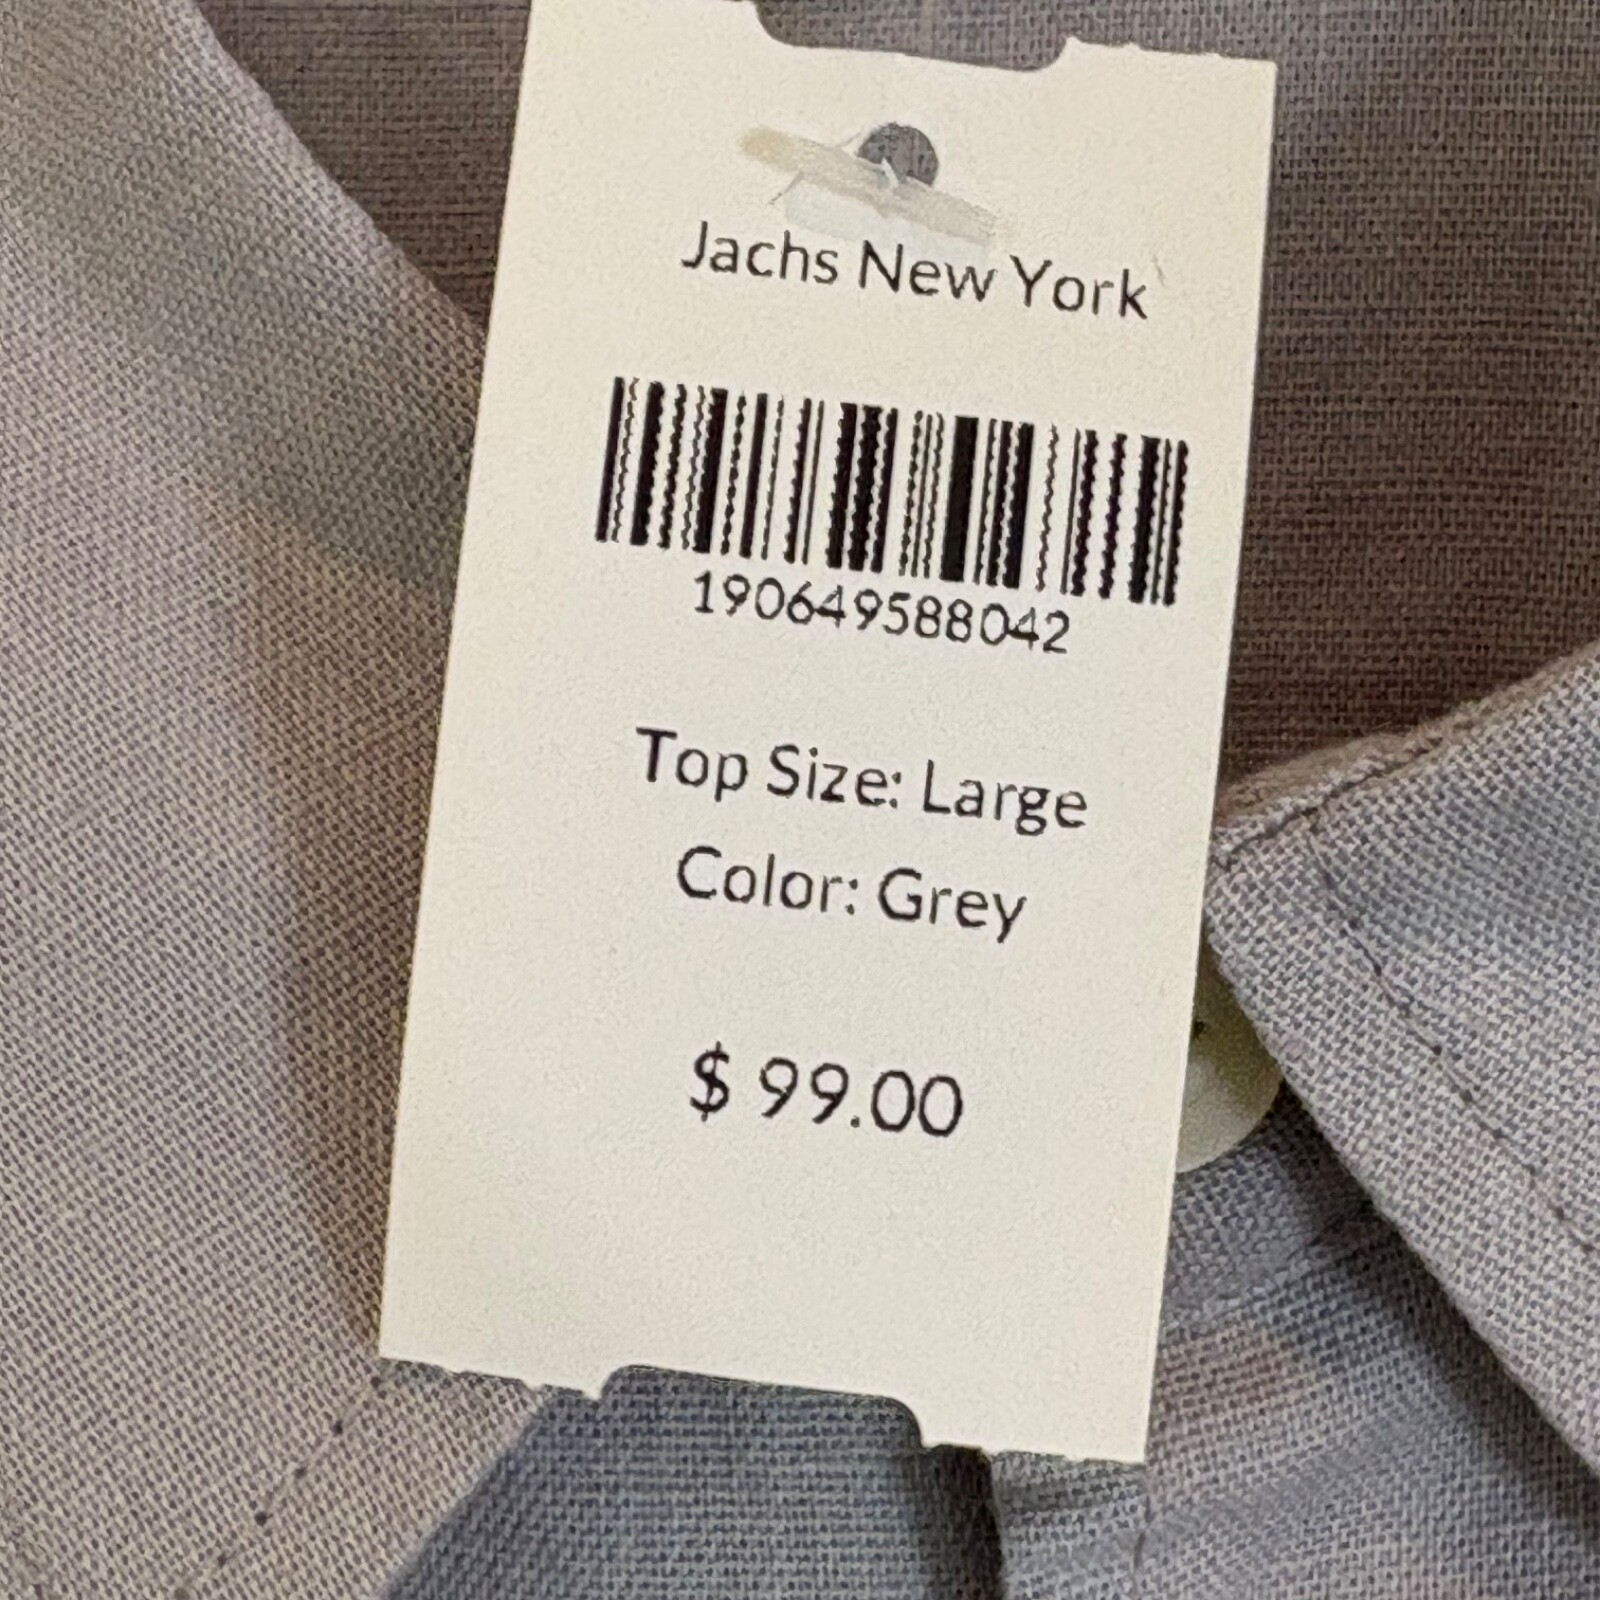 Jachs New York
190649588042
Top Size: Large
Color: Grey
$ 99.00